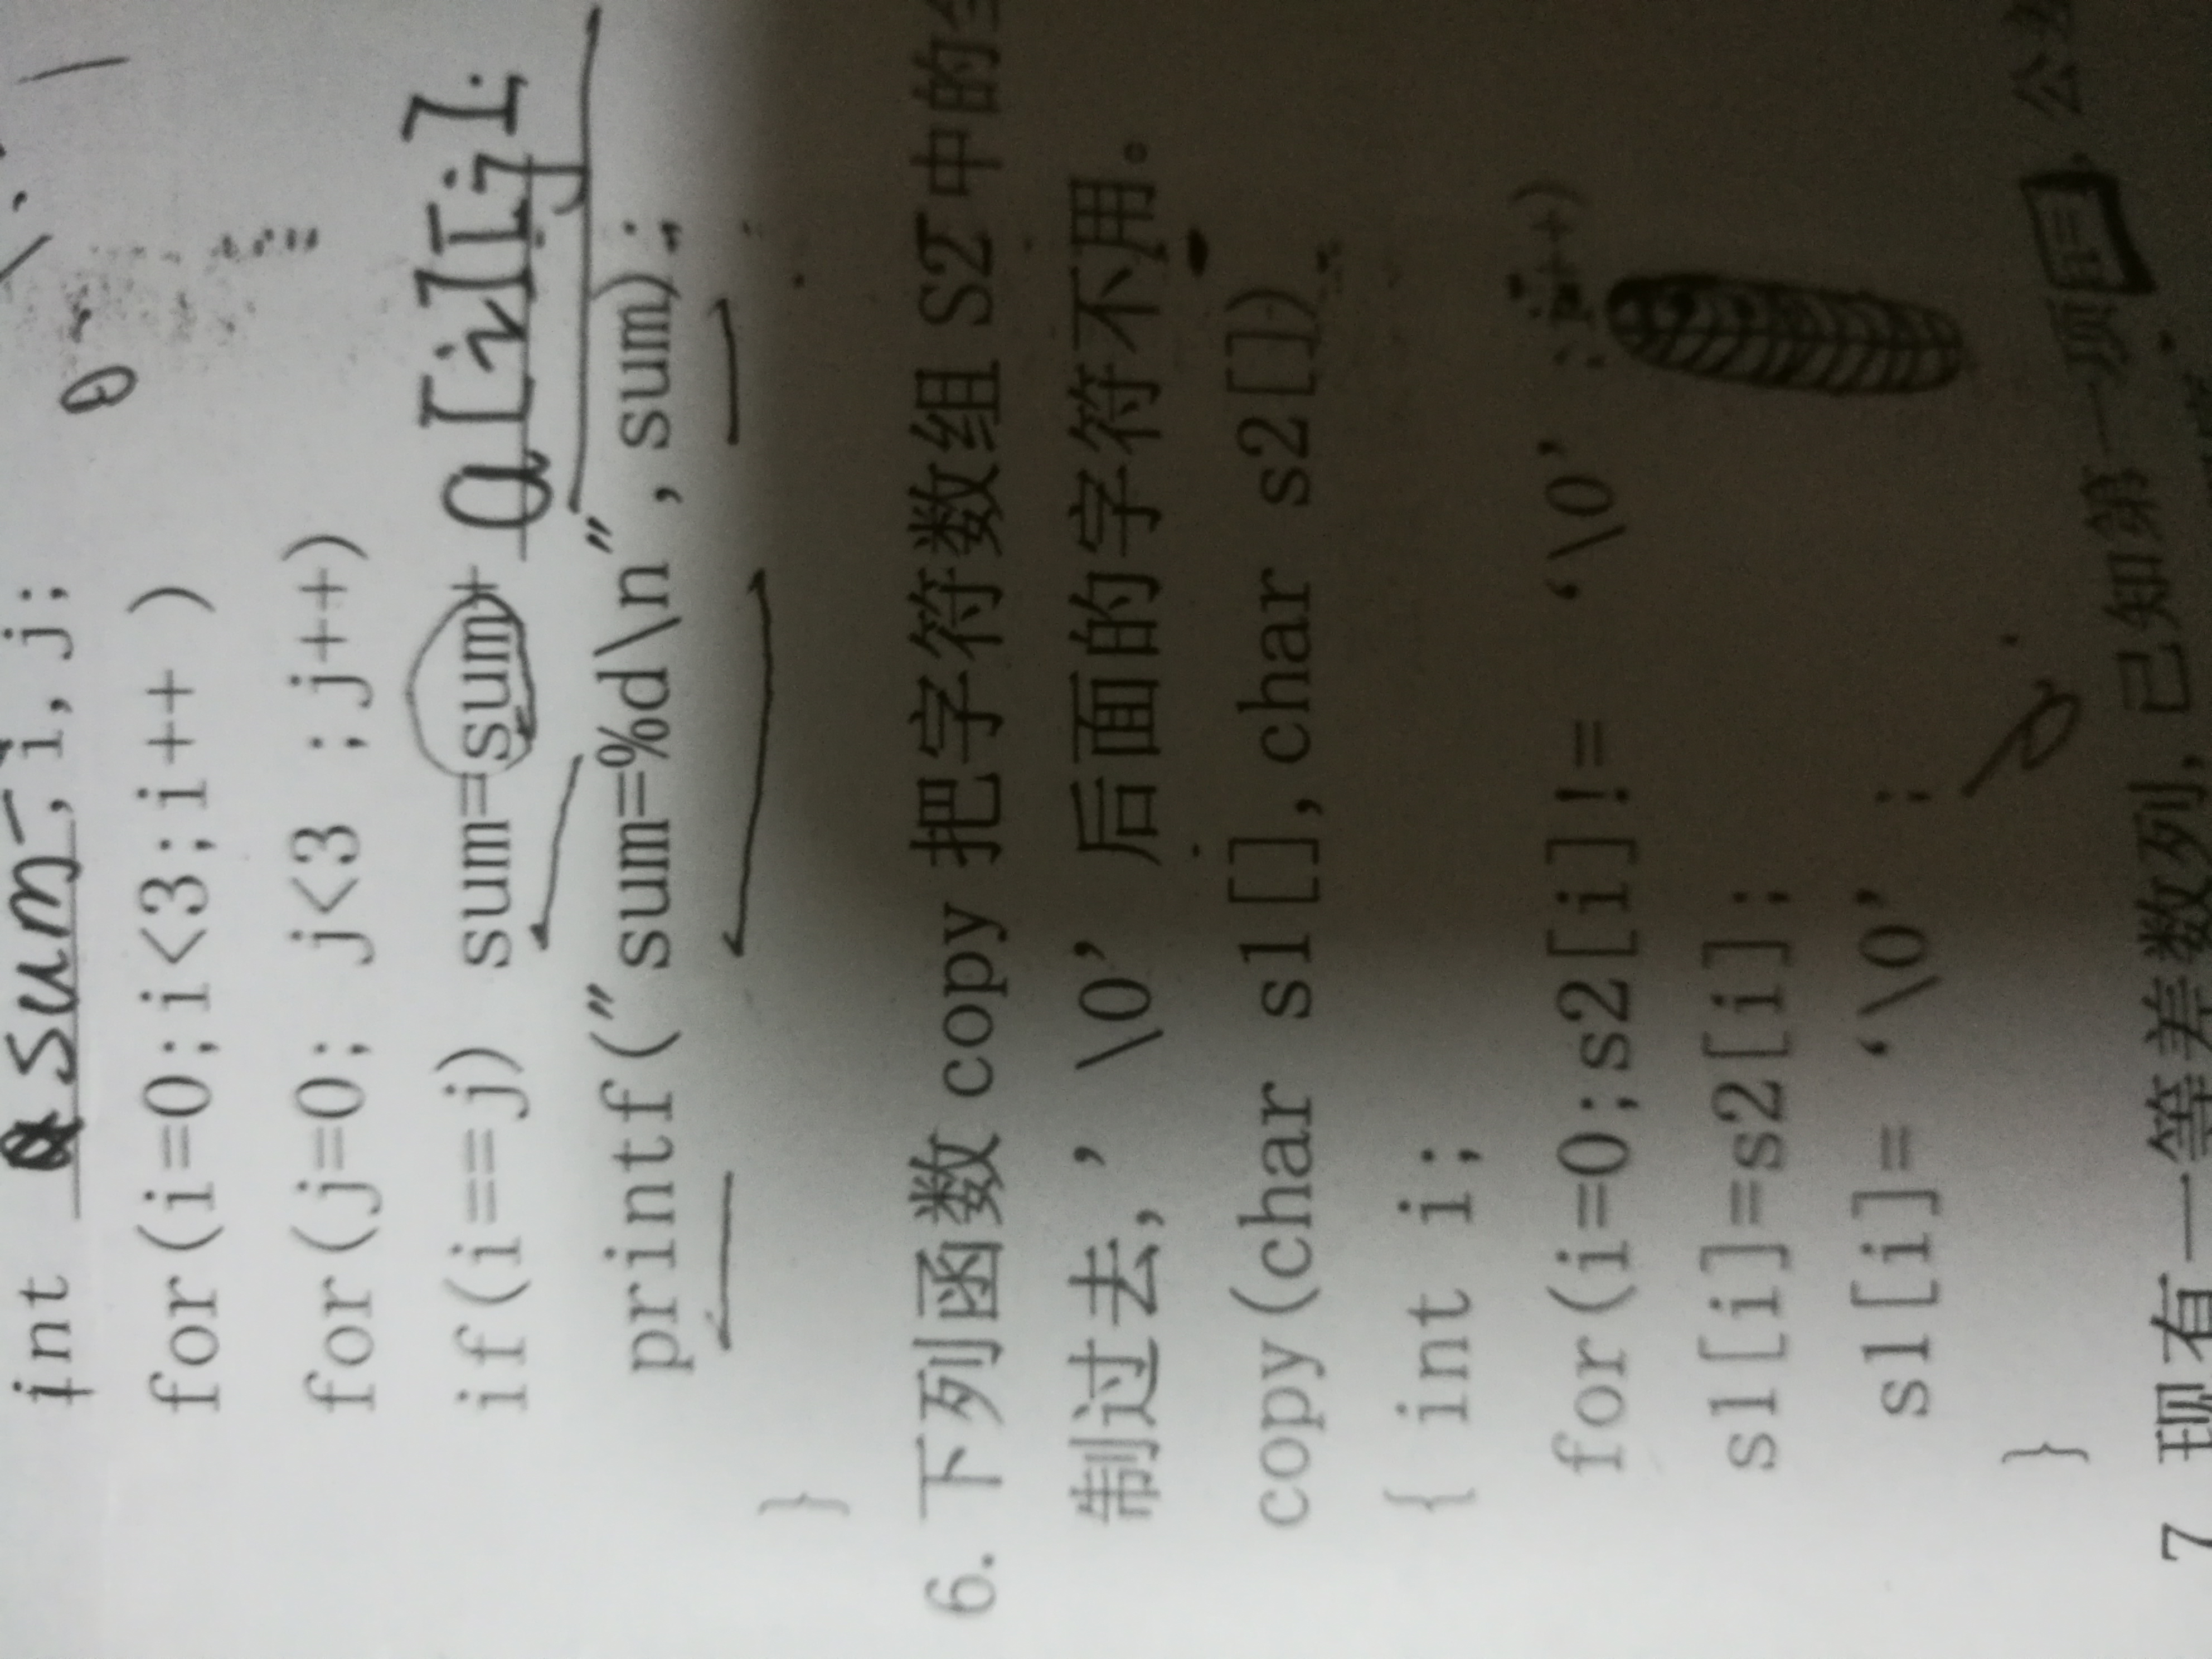 int sum, i, j;
for(i=0;i<3;i++ )
for(j=0; j<3 ;j++)
if(i==j) sum=sum+ a[i][j];
printf("sum=%d\n", sum);
}
6. 下列函数 copy 把字符数组 S2 中的
制过去, ’ \0’ 后面的字符不用。
copy(char s1[], char s2[])
{ int i;
for(i=0;s2[i]!= ‘\0’ ; ++)
s1[i]=s2[i];
s1[i]= ‘\0’ ;
}
7 现有一等差数列, 已知第一项 公